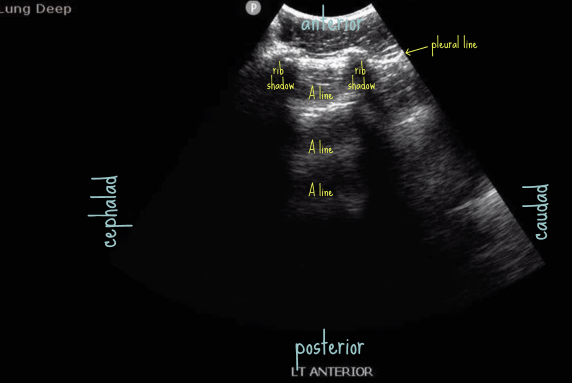 Lung Deep
P
anterior
pleural line
rib shadow
rib shadow
A line
A line
A line
cephalad
caudad
posterior
LT ANTERIOR